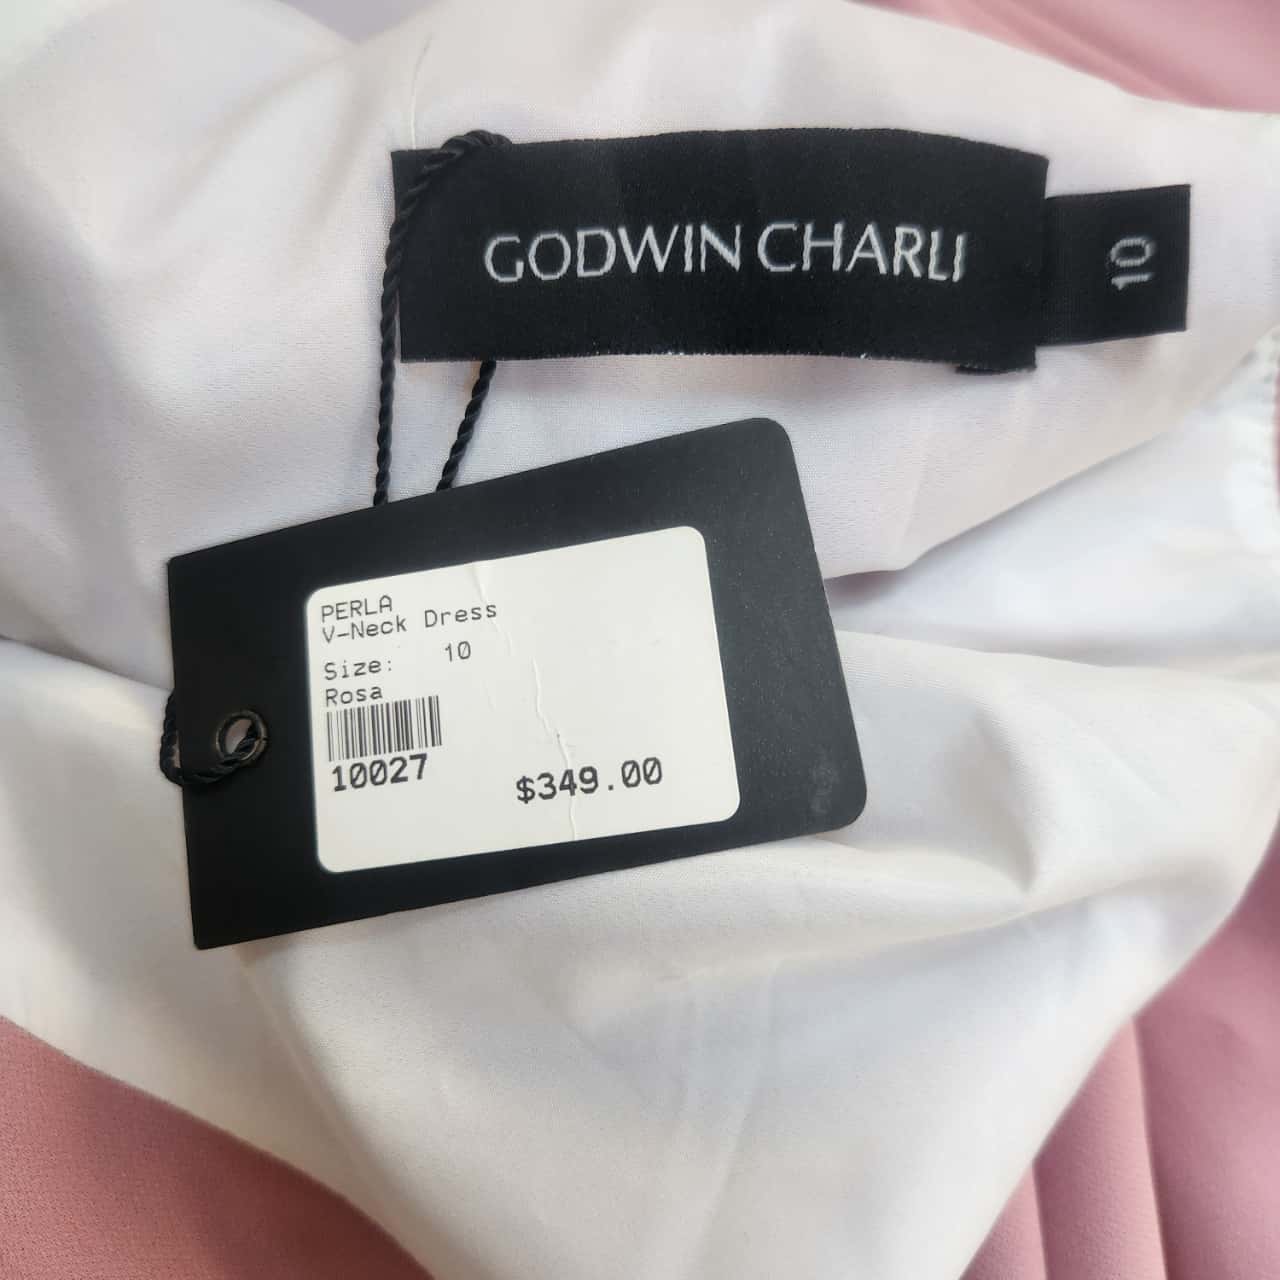 GODWIN CHARLI
10
PERLA
V-Neck Dress
Size: 10
Rosa
10027
$349.00